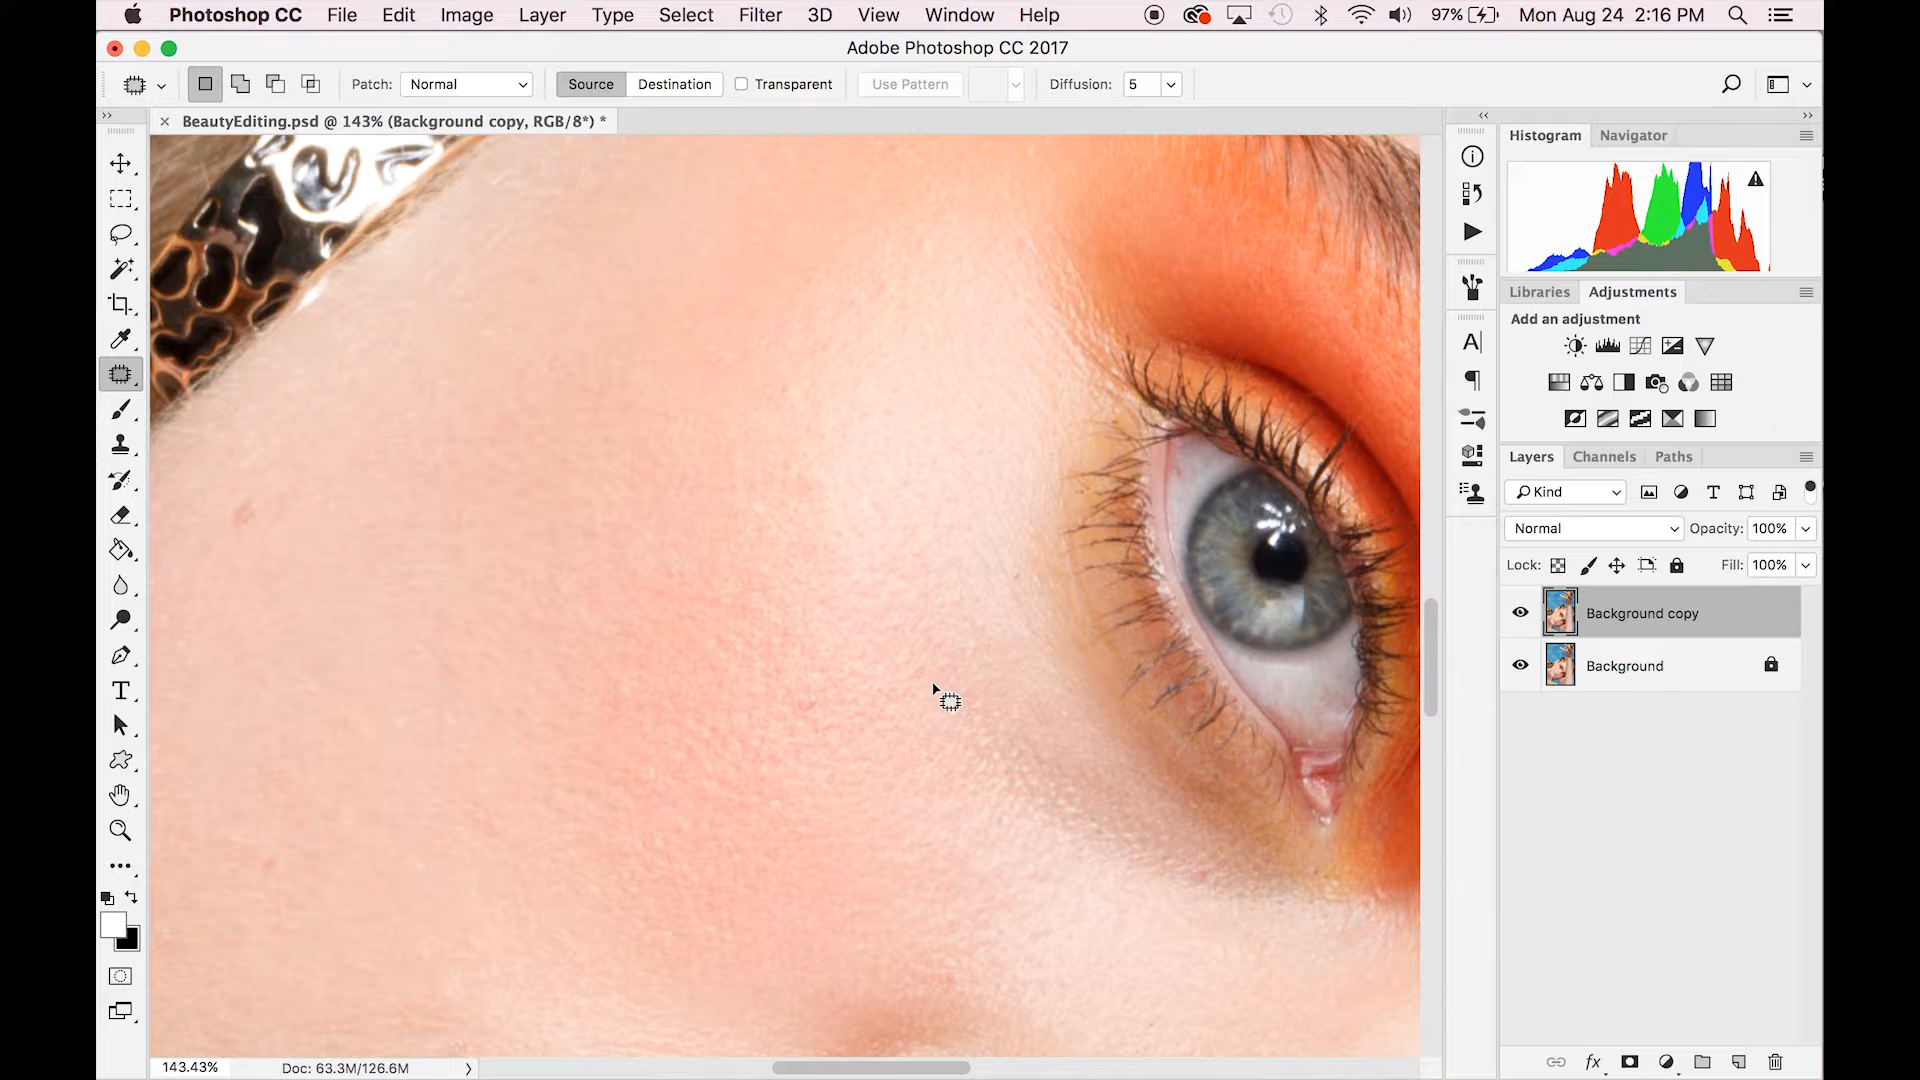 Photoshop CC File Edit Image Layer Type Select Filter 3D View Window Help 97% Mon Aug 24 2:16 PM
Adobe Photoshop CC 2017
Patch: Normal Source Destination Transparent Use Pattern Diffusion: 5
BeautyEditing.psd @ 143% (Background copy, RGB/8*) *
Histogram Navigator
Libraries Adjustments
Add an adjustment
Layers Channels Paths
Kind
Normal Opacity: 100%
Lock: Fill: 100%
Background copy
Background
143.43% Doc: 63.3M/126.6M